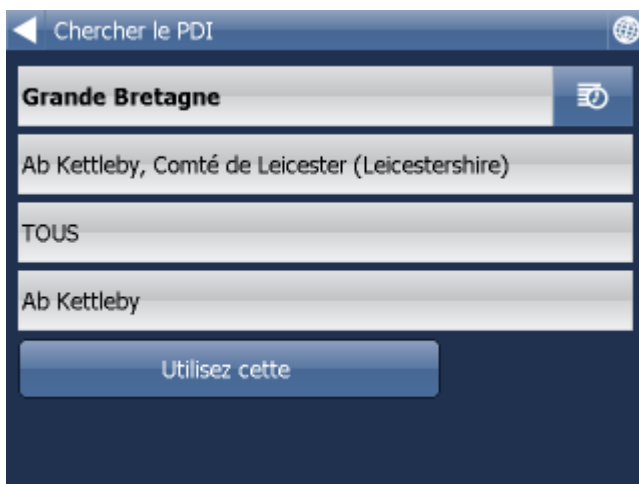 Chercher le PDI
Grande Bretagne
Ab Kettleby, Comté de Leicester (Leicestershire)
TOUS
Ab Kettleby
Utilisez cette